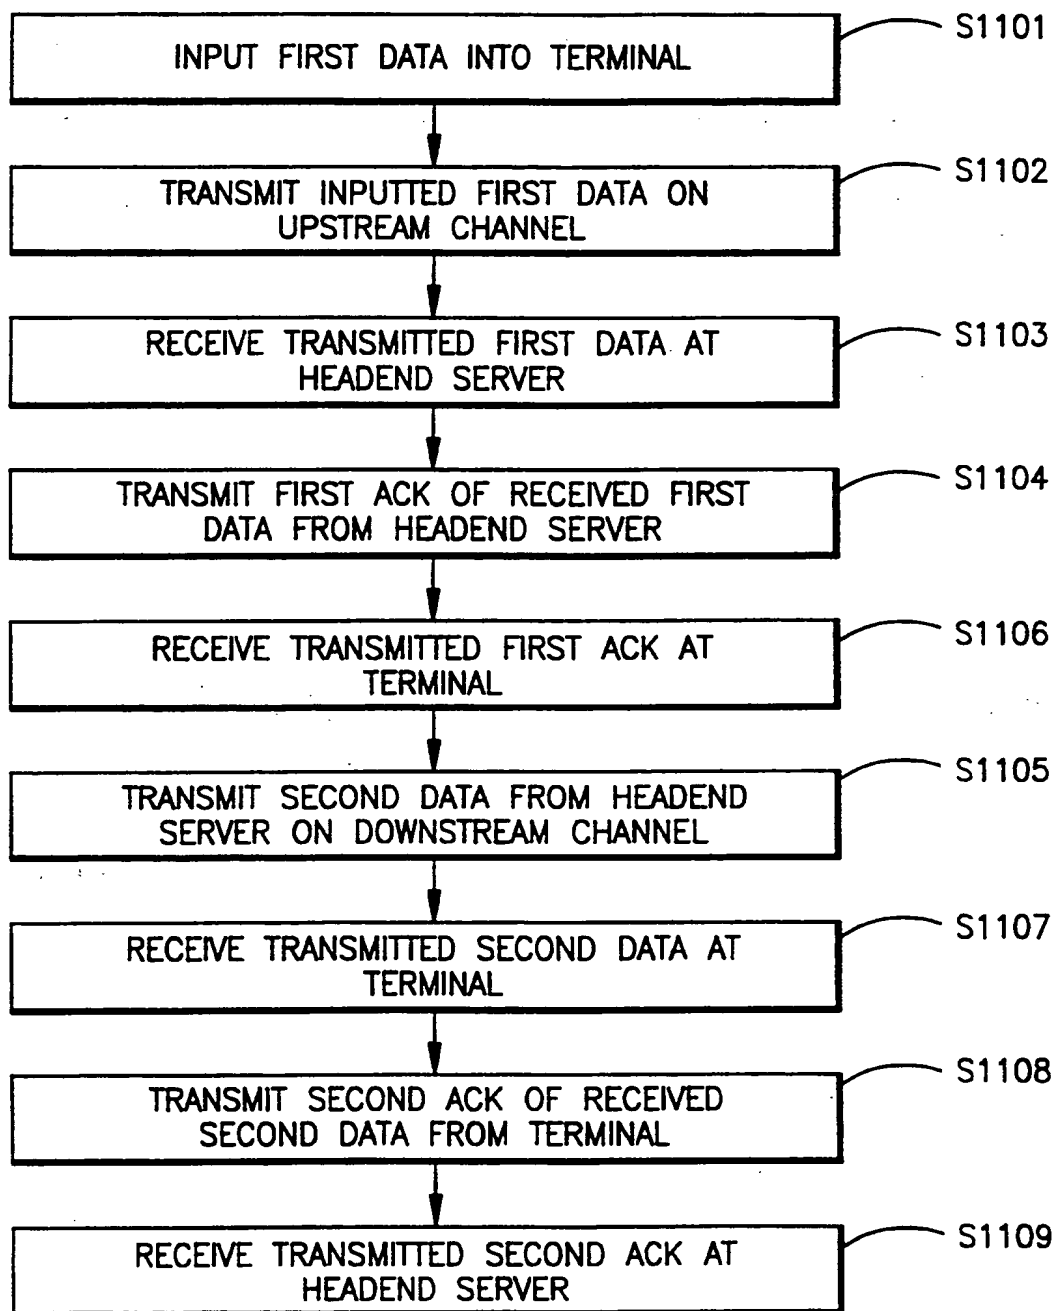 INPUT FIRST DATA INTO TERMINAL
S1101
TRANSMIT INPUTTED FIRST DATA ON
UPSTREAM CHANNEL
S1102
RECEIVE TRANSMITTED FIRST DATA AT
HEADEND SERVER
S1103
TRANSMIT FIRST ACK OF RECEIVED FIRST
DATA FROM HEADEND SERVER
S1104
RECEIVE TRANSMITTED FIRST ACK AT
TERMINAL
S1106
TRANSMIT SECOND DATA FROM HEADEND
SERVER ON DOWNSTREAM CHANNEL
S1105
RECEIVE TRANSMITTED SECOND DATA AT
TERMINAL
S1107
TRANSMIT SECOND ACK OF RECEIVED
SECOND DATA FROM TERMINAL
S1108
RECEIVE TRANSMITTED SECOND ACK AT
HEADEND SERVER
S1109